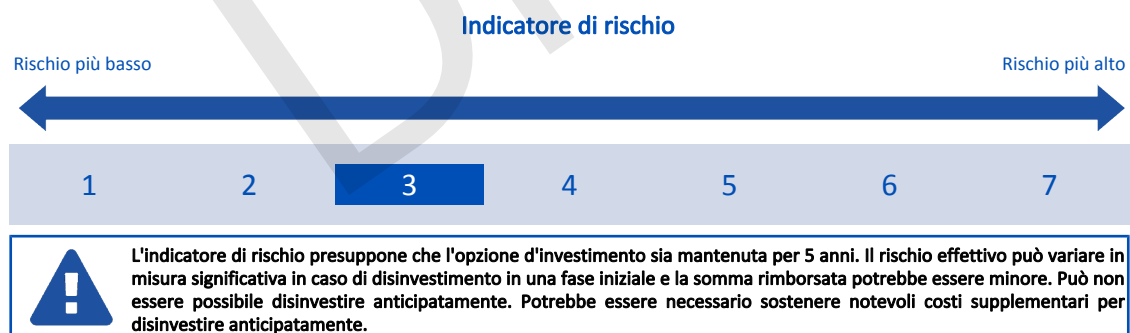 Indicatore di rischio
Rischio più basso
Rischio più alto
1 2 3 4 5 6 7
L'indicatore di rischio presuppone che l'opzione d'investimento sia mantenuta per 5 anni. Il rischio effettivo può variare in
misura significativa in caso di disinvestimento in una fase iniziale e la somma rimborsata potrebbe essere minore. Può non
essere possibile disinvestire anticipatamente. Potrebbe essere necessario sostenere notevoli costi supplementari per
disinvestire anticipatamente.